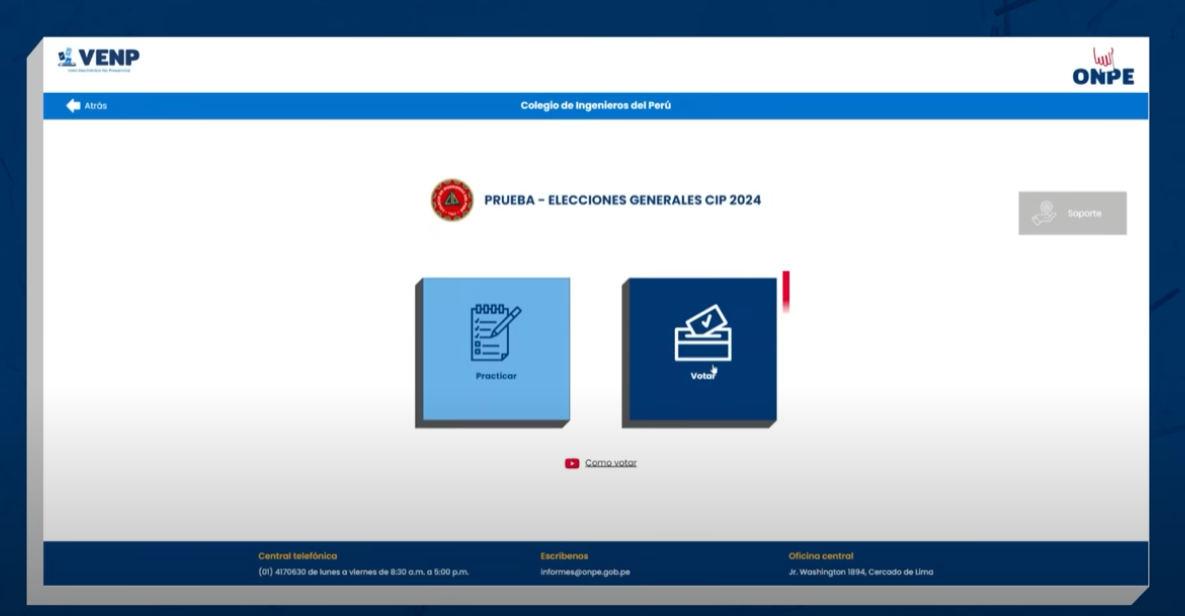 VENP
Voto Electrónico No Presencial
ONPE
Atrás
Colegio de Ingenieros del Perú
PRUEBA - ELECCIONES GENERALES CIP 2024
Soporte
Practicar
Votar
Como votar
Central telefónica
(01) 4170630 de lunes a viernes de 8:30 a.m. a 5:00 p.m.
Escríbenos
informes@onpe.gob.pe
Oficina central
Jr. Washington 1894, Cercado de Lima